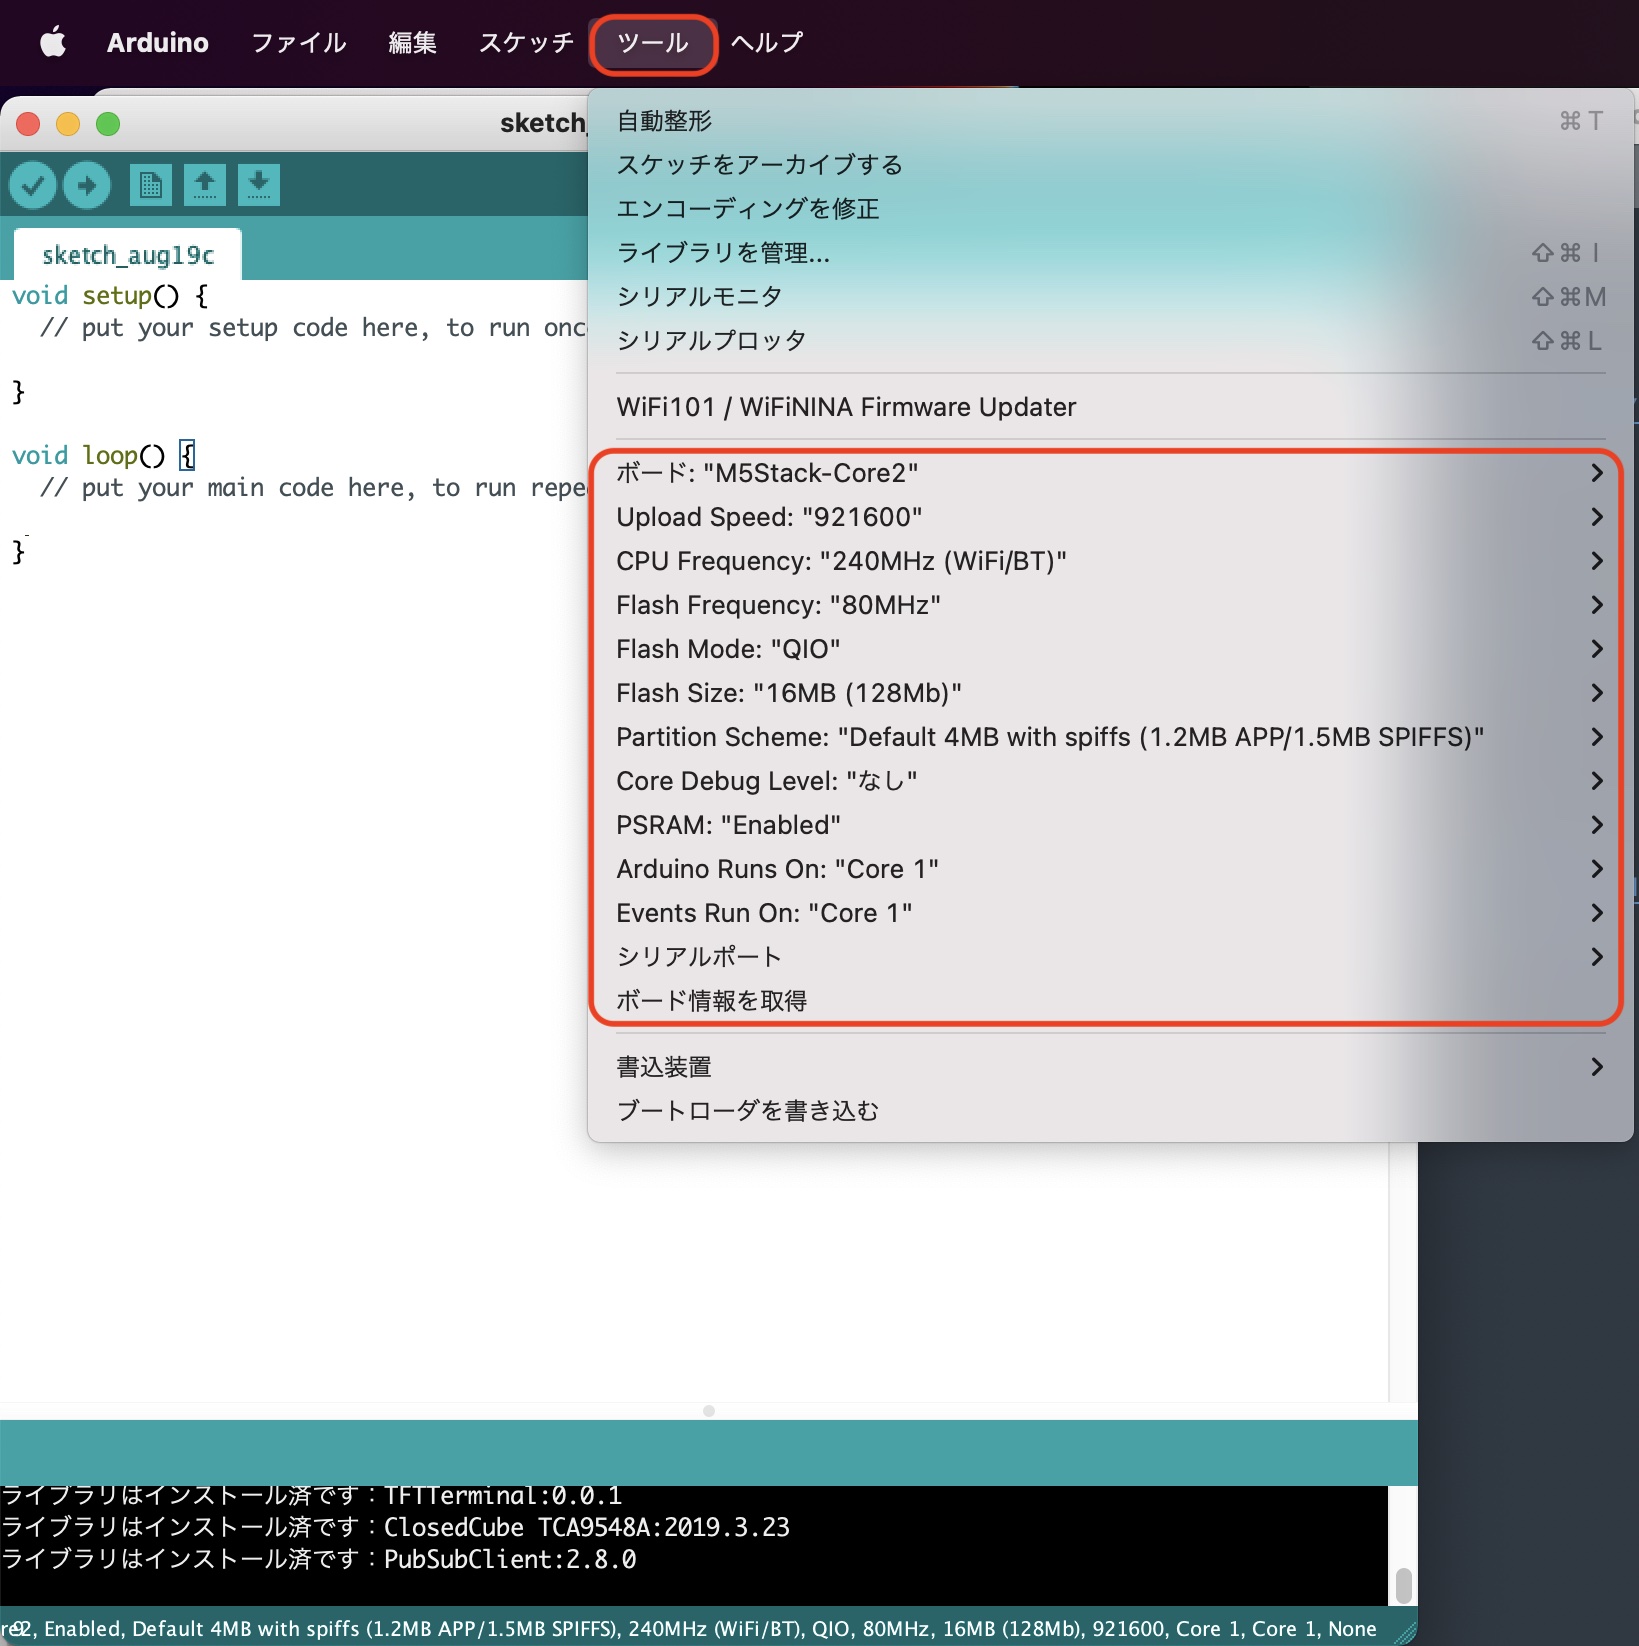 Arduino ファイル 編集 スケッチ ツール ヘルプ
sketch_
sketch_aug19c
void setup() {
// put your setup code here, to run onc
}
void loop() {
// put your main code here, to run repe
}
自動整形 ⌘T
スケッチをアーカイブする
エンコーディングを修正
ライブラリを管理... ⇧⌘I
シリアルモニタ ⇧⌘M
シリアルプロッタ ⇧⌘L
WiFi101 / WiFiNINA Firmware Updater
ボード: "M5Stack-Core2"
Upload Speed: "921600"
CPU Frequency: "240MHz (WiFi/BT)"
Flash Frequency: "80MHz"
Flash Mode: "QIO"
Flash Size: "16MB (128Mb)"
Partition Scheme: "Default 4MB with spiffs (1.2MB APP/1.5MB SPIFFS)"
Core Debug Level: "なし"
PSRAM: "Enabled"
Arduino Runs On: "Core 1"
Events Run On: "Core 1"
シリアルポート
ボード情報を取得
書込装置
ブートローダを書き込む
ライブラリはインストール済です：TFTTerminal:0.0.1
ライブラリはインストール済です：ClosedCube TCA9548A:2019.3.23
ライブラリはインストール済です：PubSubClient:2.8.0
Enabled, Default 4MB with spiffs (1.2MB APP/1.5MB SPIFFS), 240MHz (WiFi/BT), QIO, 80MHz, 16MB (128Mb), 921600, Core 1, Core 1, None